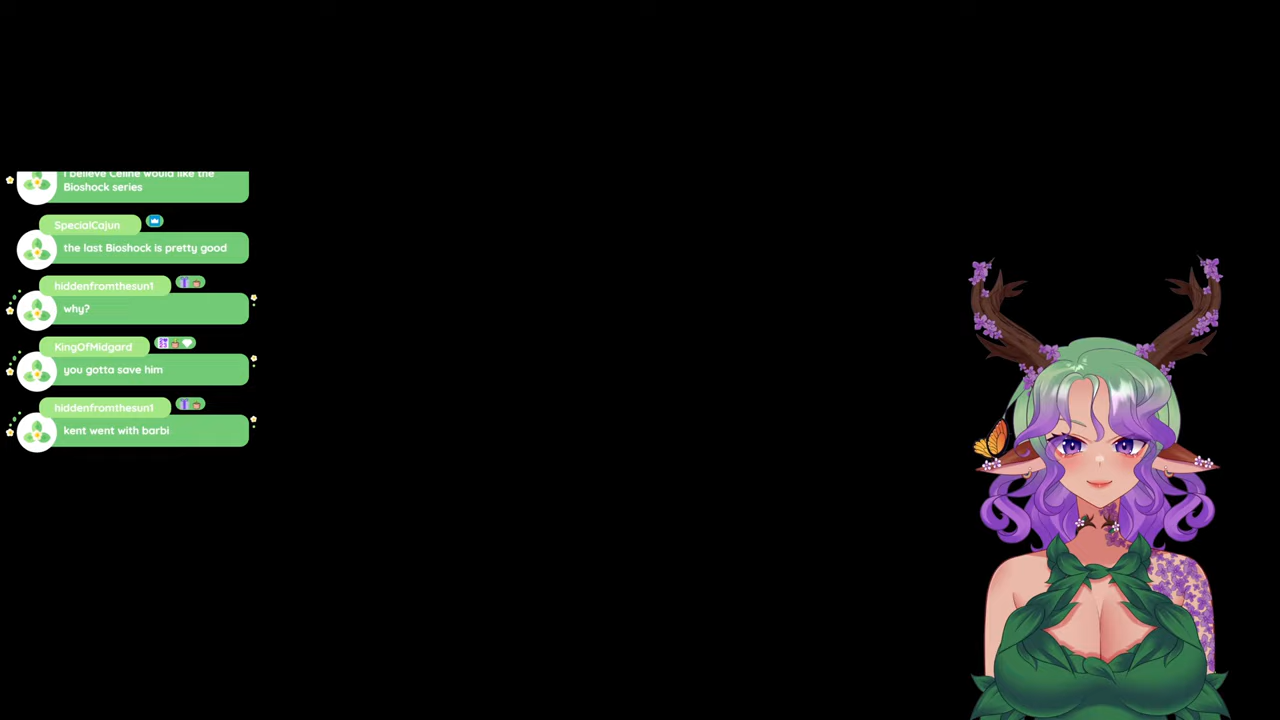 I believe Celine would like the
Bioshock series
SpecialCajun
the last Bioshock is pretty good
hiddenfromthesun1
why?
KingOfMidgard
you gotta save him
hiddenfromthesun1
kent went with barbi